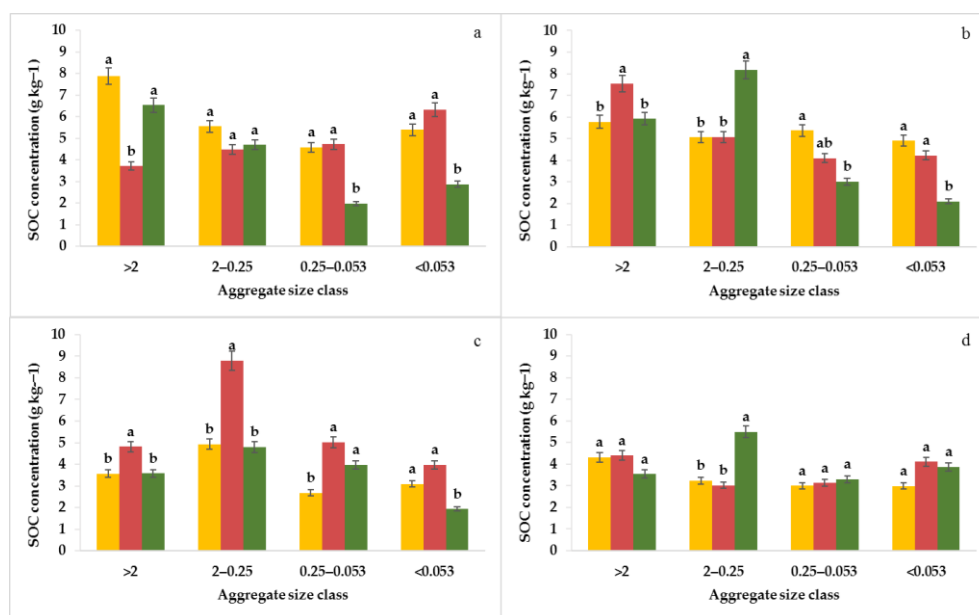 a
SOC concentration (g kg–1)
10
9
8
7
6
5
4
3
2
1
0
a b a
a a a
a a b
a a b
>2 2–0.25 0.25–0.053 <0.053
Aggregate size class
b
SOC concentration (g kg–1)
10
9
8
7
6
5
4
3
2
1
0
b a b
b b a
a ab b
a a b
>2 2–0.25 0.25–0.053 <0.053
Aggregate size class
c
SOC concentration (g kg–1)
10
9
8
7
6
5
4
3
2
1
0
b a b
b a b
b a a
a a b
>2 2–0.25 0.25–0.053 <0.053
Aggregate size class
d
SOC concentration (g kg–1)
10
9
8
7
6
5
4
3
2
1
0
a a a
b b a
a a a
a a a
>2 2–0.25 0.25–0.053 <0.053
Aggregate size class